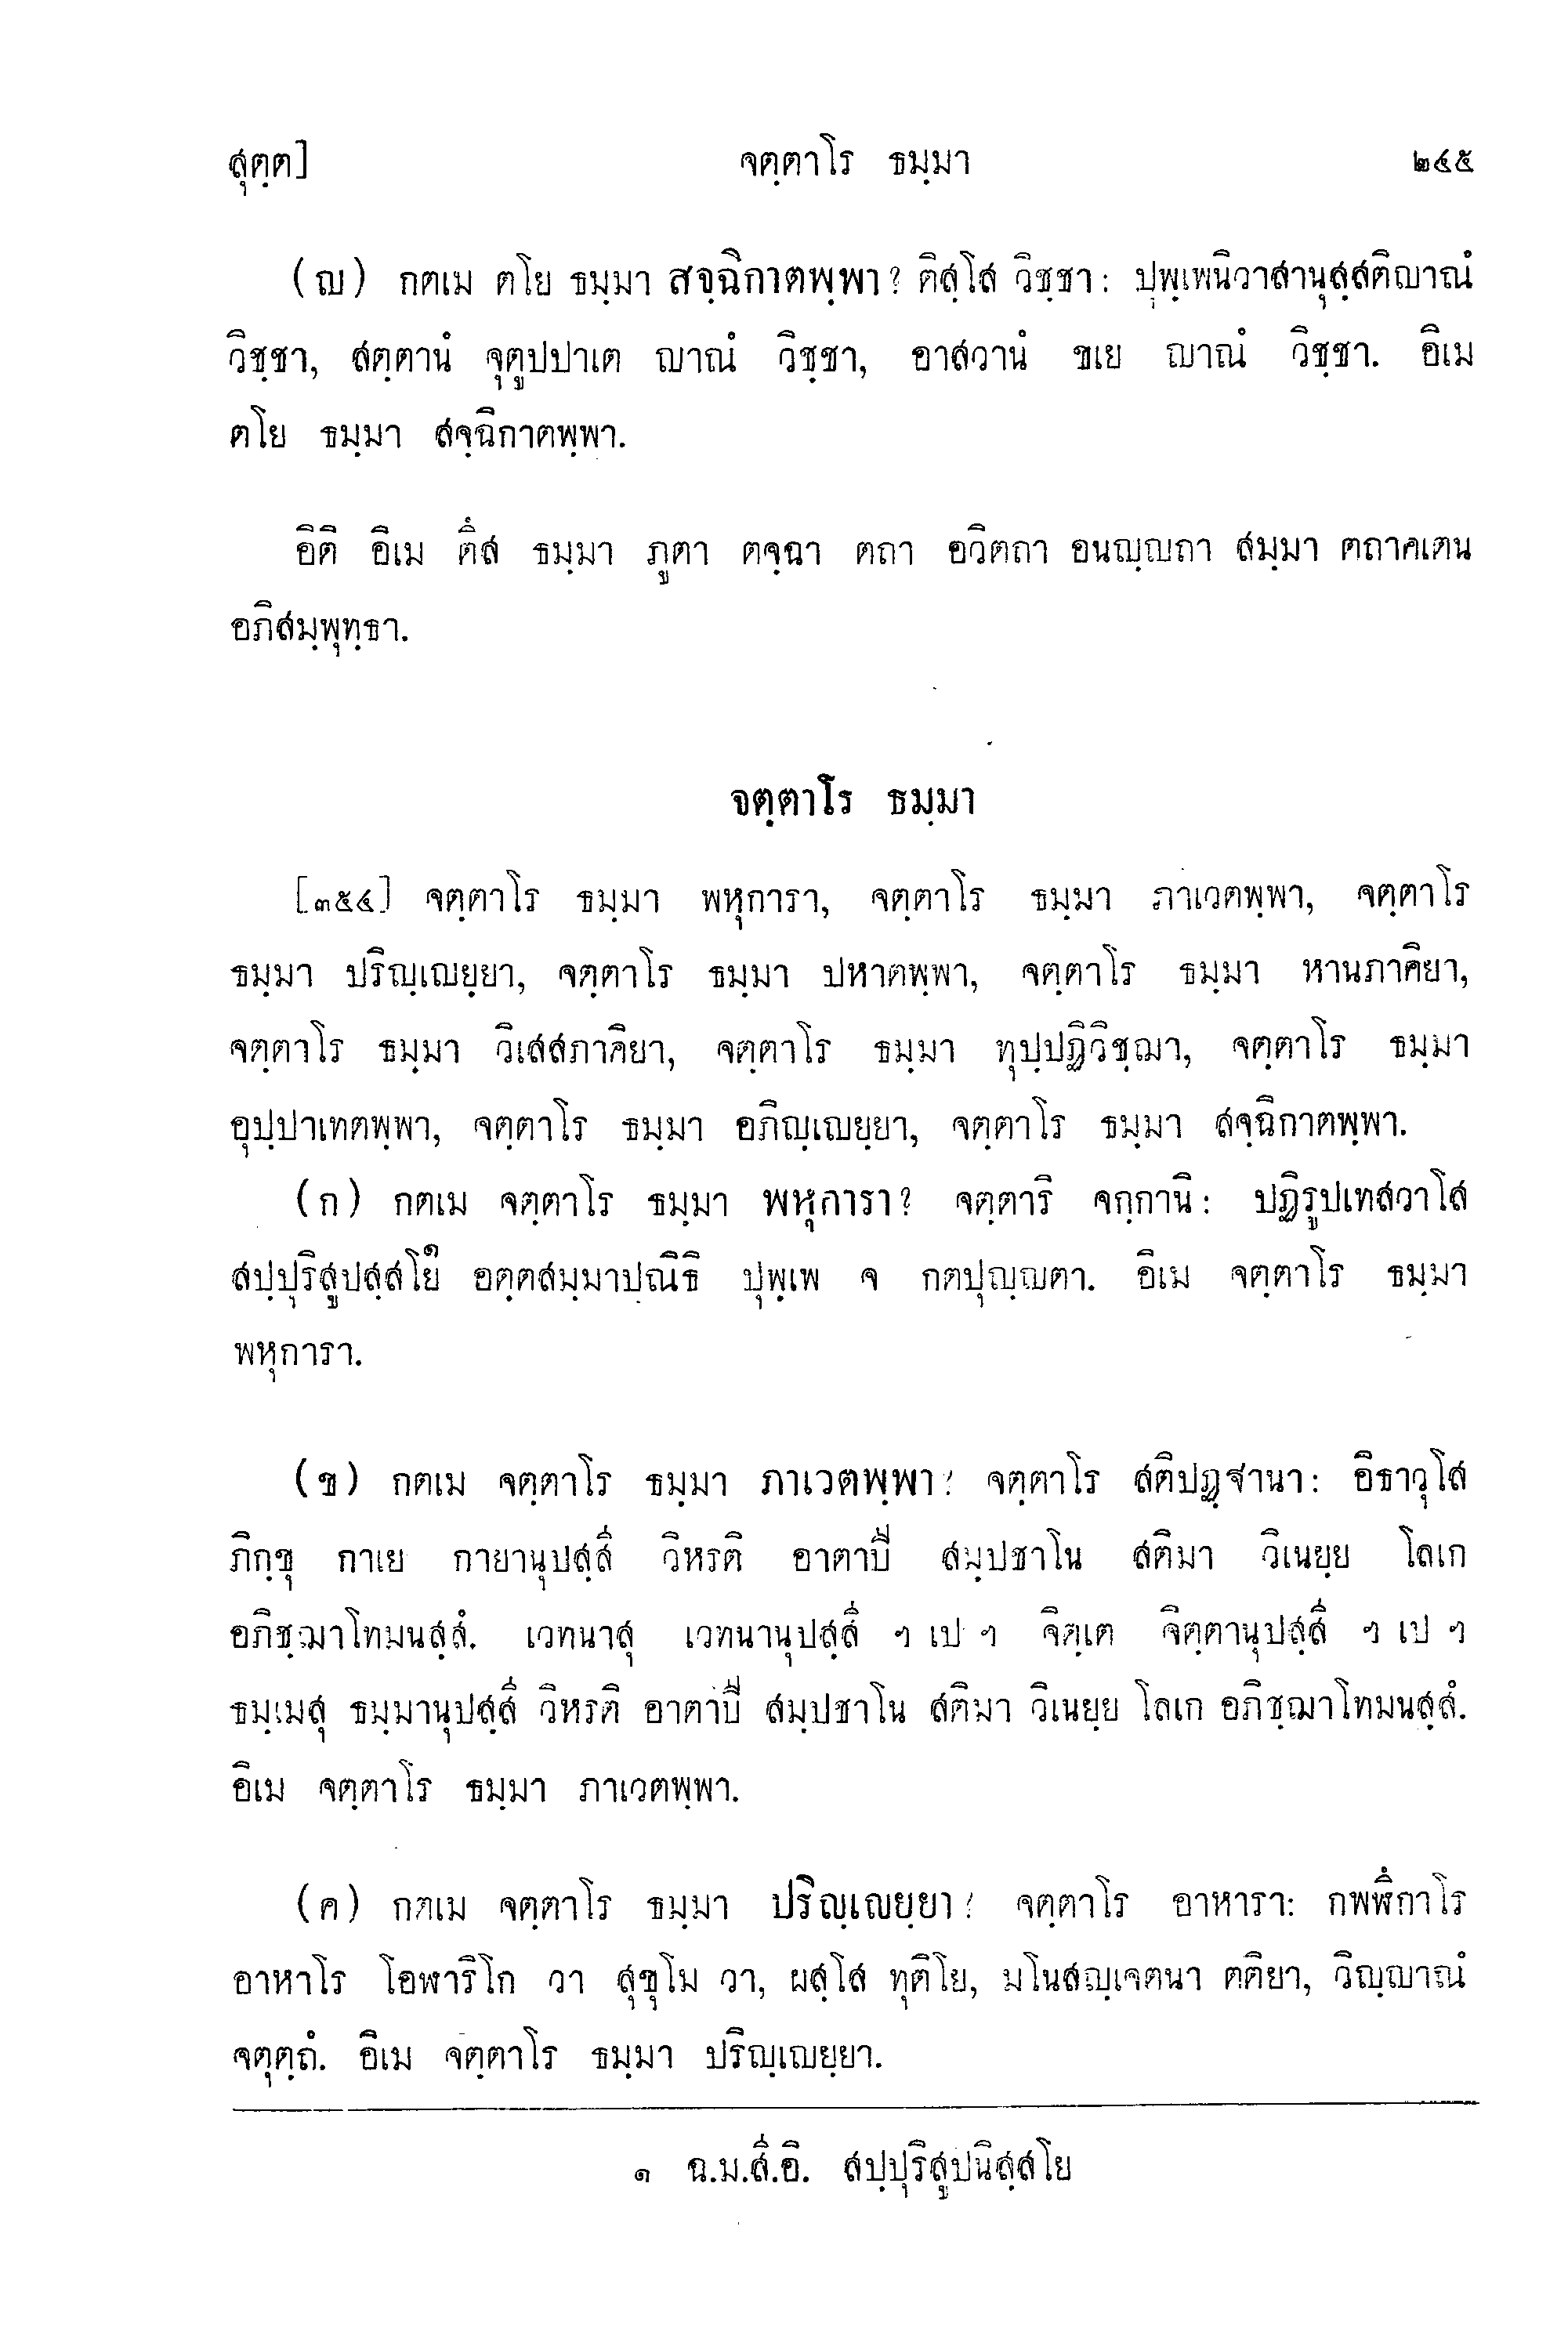 สุตฺต] จตฺตาโร ธมฺมา ๒๔๕
(ญ) กตเม ตโย ธมฺมา สจฺฉิกาตพฺพา? ติสฺโส วิชฺชา: ปุพฺเพนิวาสานุสฺสติญาณํ
วิชฺชา, สตฺตานํ จุตูปปาเต ญาณํ วิชฺชา, อาสวานํ ขเย ญาณํ วิชฺชา. อิเม
ตโย ธมฺมา สจฺฉิกาตพฺพา.
อิติ อิเม ตึส ธมฺมา ภูตา ตจฺฉา ตถา อวิตถา อนญฺญถา สมฺมา ตถาคเตน
อภิสมฺพุทฺธา.
จตฺตาโร ธมฺมา
[๓๕๔] จตฺตาโร ธมฺมา พหุการา, จตฺตาโร ธมฺมา ภาเวตพฺพา, จตฺตาโร
ธมฺมา ปริญฺเญยฺยา, จตฺตาโร ธมฺมา ปหาตพฺพา, จตฺตาโร ธมฺมา หานภาคิยา,
จตฺตาโร ธมฺมา วิเสสภาคิยา, จตฺตาโร ธมฺมา ทุปฺปฏิวิชฺฌา, จตฺตาโร ธมฺมา
อุปฺปาเทตพฺพา, จตฺตาโร ธมฺมา อภิญฺเญยฺยา, จตฺตาโร ธมฺมา สจฺฉิกาตพฺพา.
(ก) กตเม จตฺตาโร ธมฺมา พหุการา? จตฺตาริ จกฺกานิ: ปฏิรูปเทสวาโส
สปฺปุริสูปสฺสโย๑ อตฺตสมฺมาปณิธิ ปุพฺเพ จ กตปุญฺญตา. อิเม จตฺตาโร ธมฺมา
พหุการา.
(ข) กตเม จตฺตาโร ธมฺมา ภาเวตพฺพา? จตฺตาโร สติปฏฺฐานา: อิธาวุโส
ภิกฺขุ กาเย กายานุปสฺสี วิหรติ อาตาปี สมฺปชาโน สติมา วิเนยฺย โลเก
อภิชฺฌาโทมนสฺสํ. เวทนาสุ เวทนานุปสฺสี ฯ เป ฯ จิตฺเต จิตฺตานุปสฺสี ฯ เป ฯ
ธมฺเมสุ ธมฺมานุปสฺสี วิหรติ อาตาปี สมฺปชาโน สติมา วิเนยฺย โลเก อภิชฺฌาโทมนสฺสํ.
อิเม จตฺตาโร ธมฺมา ภาเวตพฺพา.
(ค) กตเม จตฺตาโร ธมฺมา ปริญฺเญยฺยา? จตฺตาโร อาหารา: กพฬีกาโร
อาหาโร โอฬาริโก วา สุขุโม วา, ผสฺโส ทุติโย, มโนสญฺเจตนา ตติยา, วิญฺญาณํ
จตุตฺถํ. อิเม จตฺตาโร ธมฺมา ปริญฺเญยฺยา.
๑ ฉ.ม.สี.อิ. สปฺปุริสูปนิสฺสโย